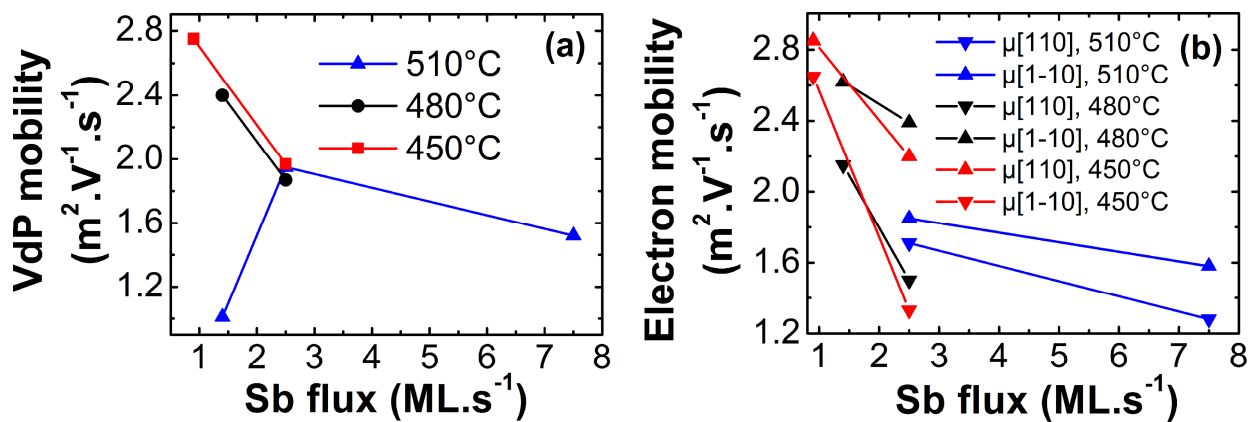 (a)
VdP mobility
(m².V⁻¹.s⁻¹)
2.8
2.4
2.0
1.6
1.2
510°C
480°C
450°C
1 2 3 4 5 6 7 8
Sb flux (ML.s⁻¹)
(b)
Electron mobility
(m².V⁻¹.s⁻¹)
2.8
2.4
2.0
1.6
1.2
μ[110], 510°C
μ[1-10], 510°C
μ[110], 480°C
μ[1-10], 480°C
μ[110], 450°C
μ[1-10], 450°C
1 2 3 4 5 6 7 8
Sb flux (ML.s⁻¹)